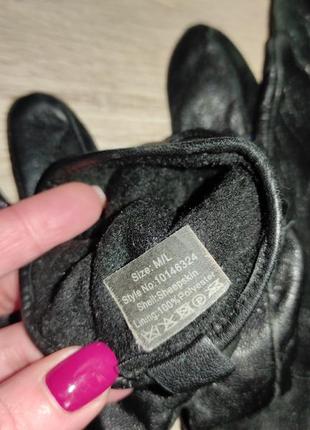 Size: M/L
Style No:10146324
Shell:Sheepskin
Lining:100% Polyester